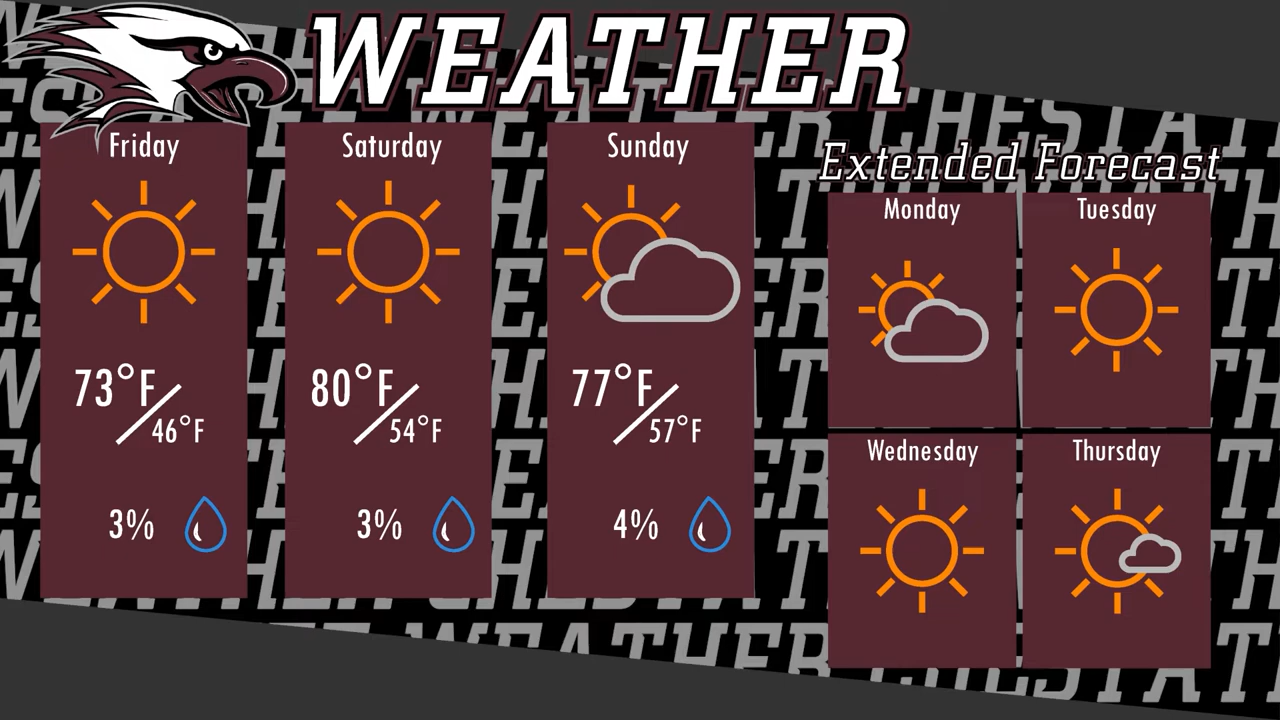 WEATHER
Friday
73°F/46°F
3%
Saturday
80°F/54°F
3%
Sunday
77°F/57°F
4%
Extended Forecast
Monday
Tuesday
Wednesday
Thursday